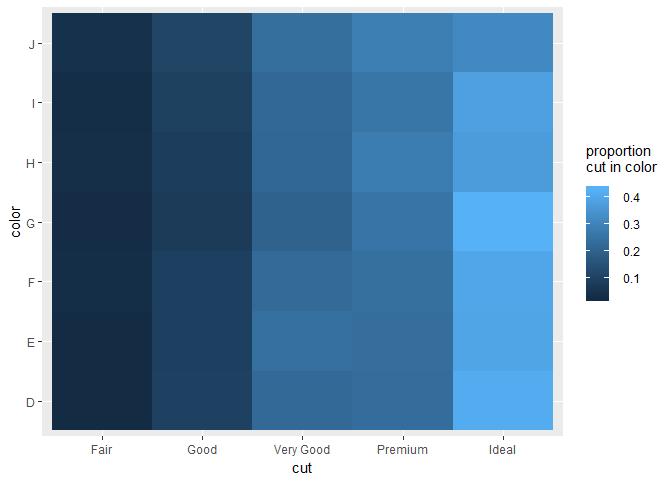 J
I
H
G
F
E
D
color
Fair Good Very Good Premium Ideal
cut
proportion
cut in color
0.4
0.3
0.2
0.1